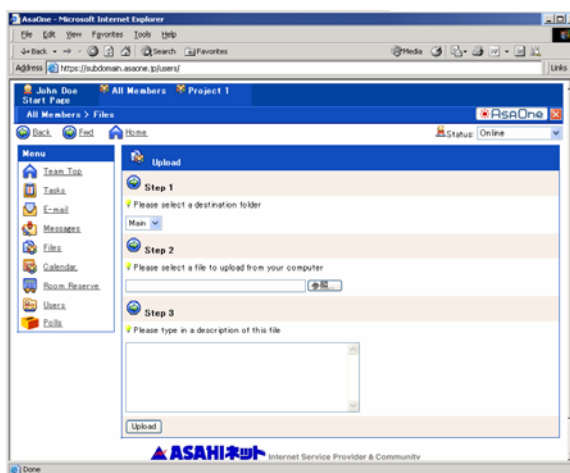 AsaOne - Microsoft Internet Explorer
File Edit View Favorites Tools Help
Back Search Favorites Media
Address https://subdomain.asaone.jp/users/ Links
John Doe All Members Project 1
Start Page
All Members > Files AsaOne
Back Fwd Home Status: Online
Menu
Team Top
Tasks
E-mail
Messages
Files
Calendar
Room Reserve
Users
Polls
Upload
Step 1
Please select a destination folder
Main
Step 2
Please select a file to upload from your computer
参照...
Step 3
Please type in a description of this file
Upload
ASAHIネット Internet Service Provider & Community
Done